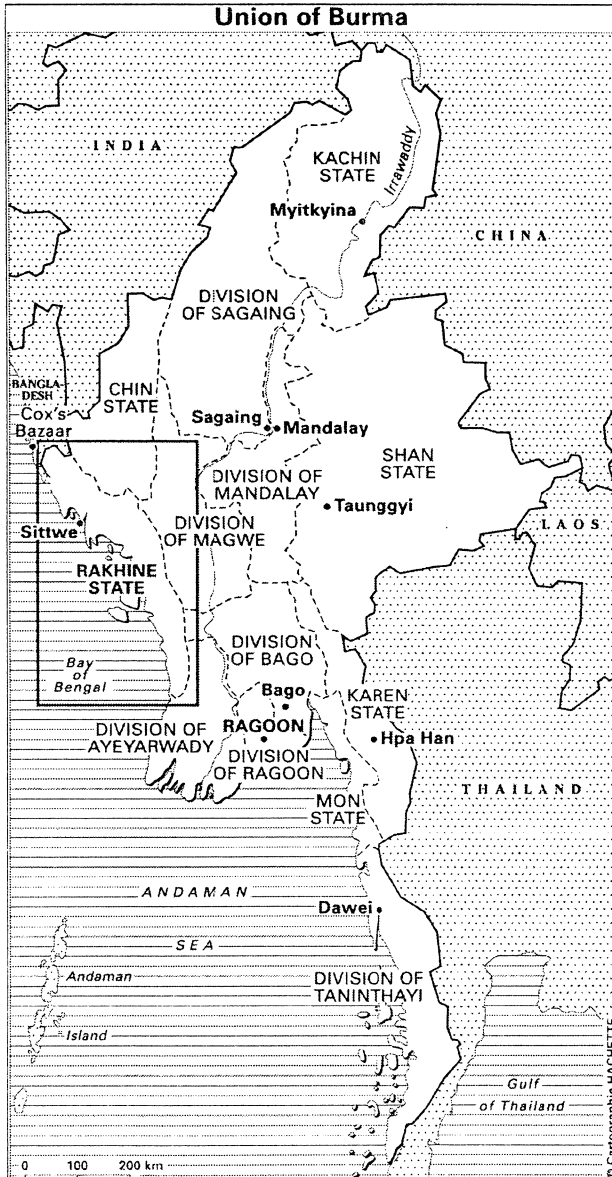 Union of Burma
INDIA
KACHIN
STATE
Irrawaddy
Myitkyina
CHINA
DIVISION
OF SAGAING
BANGLA-
DESH
CHIN
STATE
Cox's
Bazaar
Sagaing
Mandalay
SHAN
STATE
DIVISION OF
MANDALAY
Taunggyi
DIVISION
OF MAGWE
Sittwe
LAOS
RAKHINE
STATE
DIVISION
OF BAGO
Bay
of
Bengal
Bago
KAREN
STATE
DIVISION OF
AYEYARWADY
RAGOON
Hpa Han
DIVISION
OF RAGOON
THAILAND
MON
STATE
ANDAMAN
SEA
Dawei
Andaman
Island
DIVISION OF
TANINTHAYI
Gulf
of Thailand
0 100 200 km
© Cartographie HACHETTE